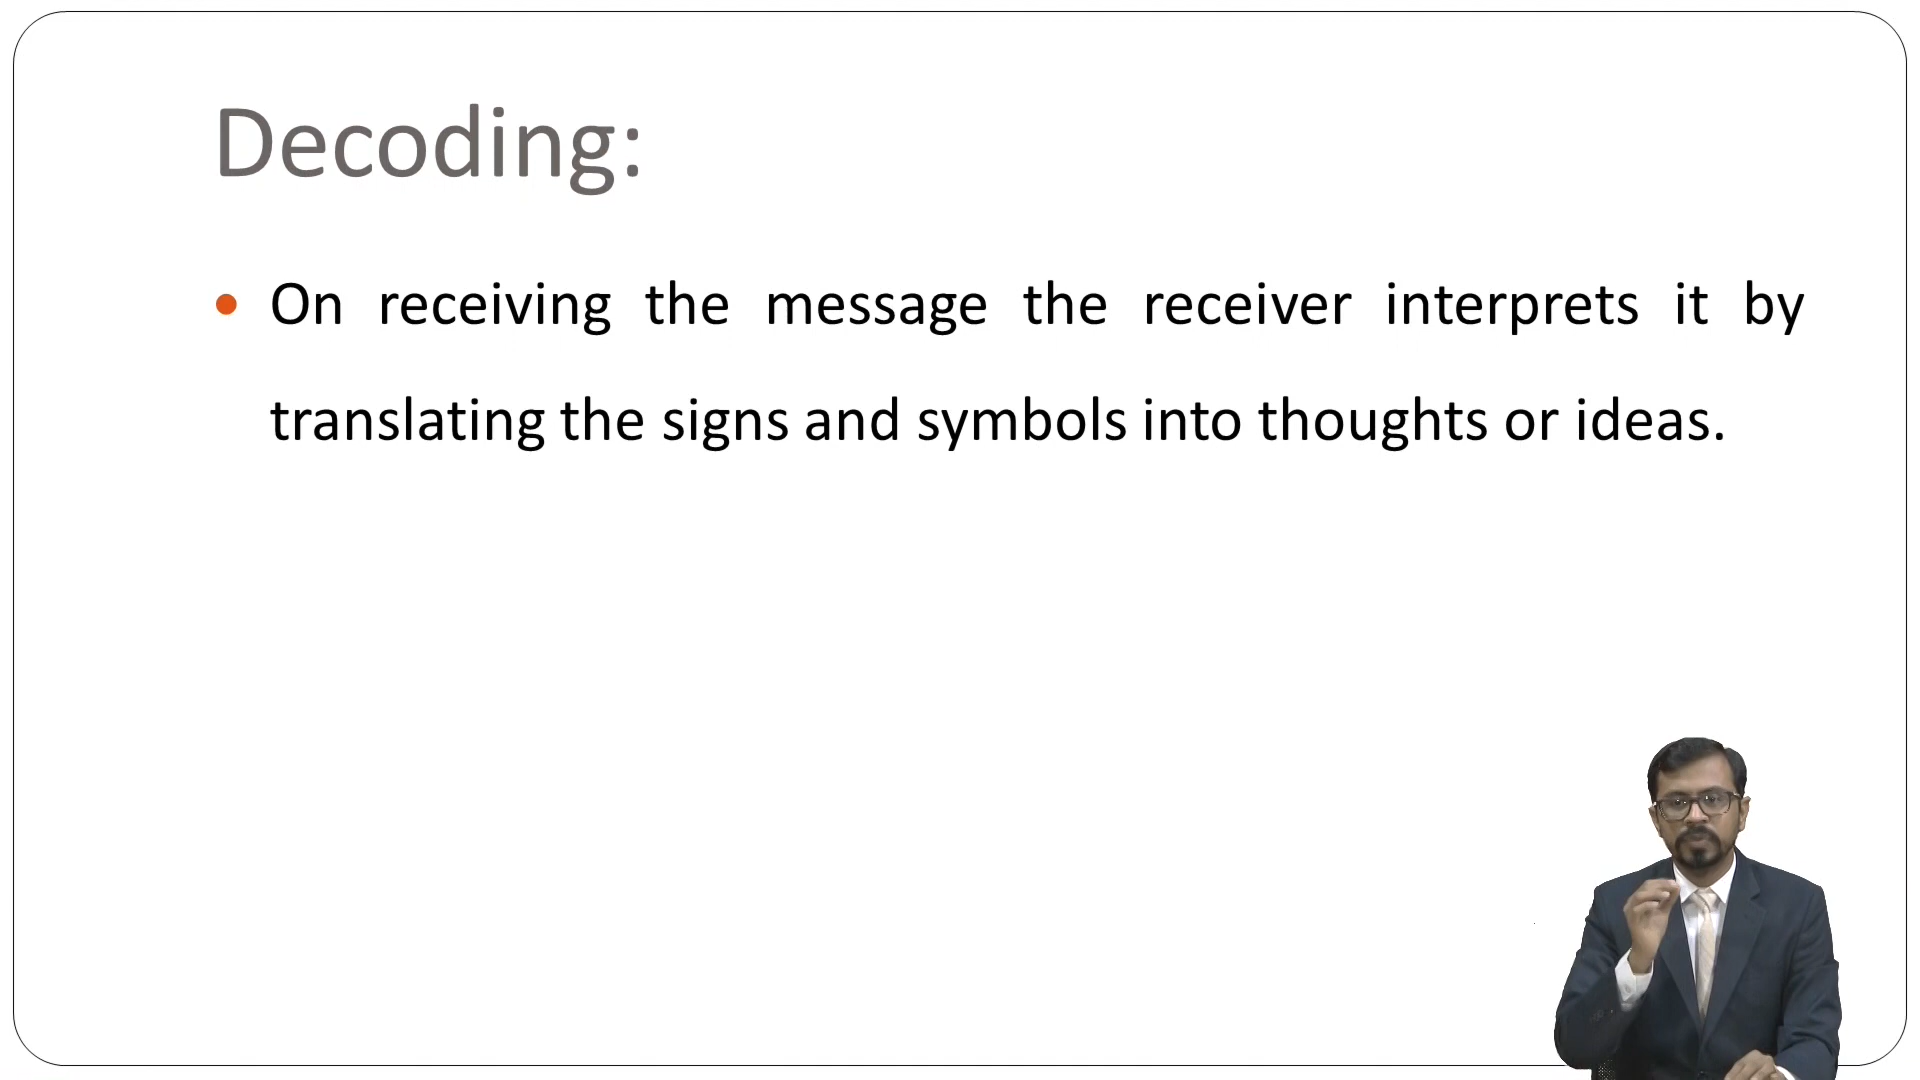 Decoding:
On receiving the message the receiver interprets it by
translating the signs and symbols into thoughts or ideas.